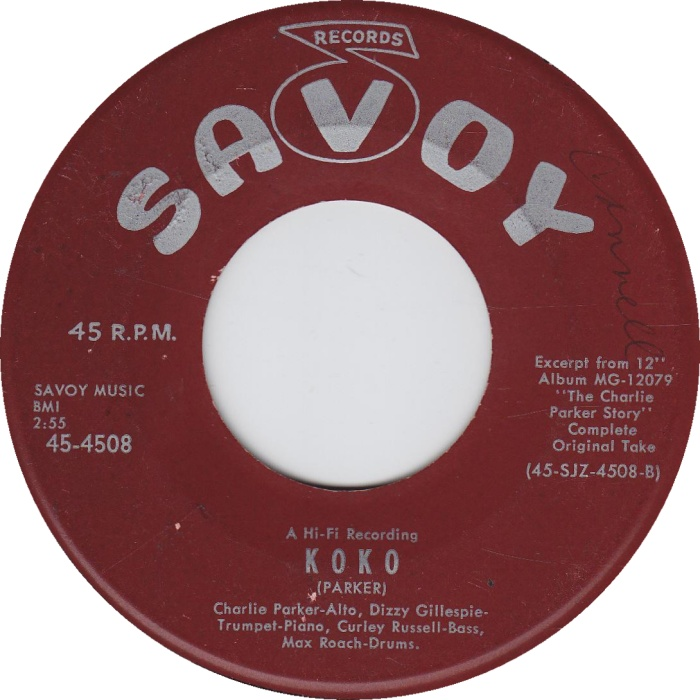 RECORDS
SAVOY
45 R.P.M.
SAVOY MUSIC
BMI
2:55
45-4508
Excerpt from 12"
Album MG-12079
"The Charlie
Parker Story"
Complete
Original Take
(45-SJZ-4508-B)
A Hi-Fi Recording
KOKO
(PARKER)
Charlie Parker-Alto, Dizzy Gillespie-
Trumpet-Piano, Curley Russell-Bass,
Max Roach-Drums.